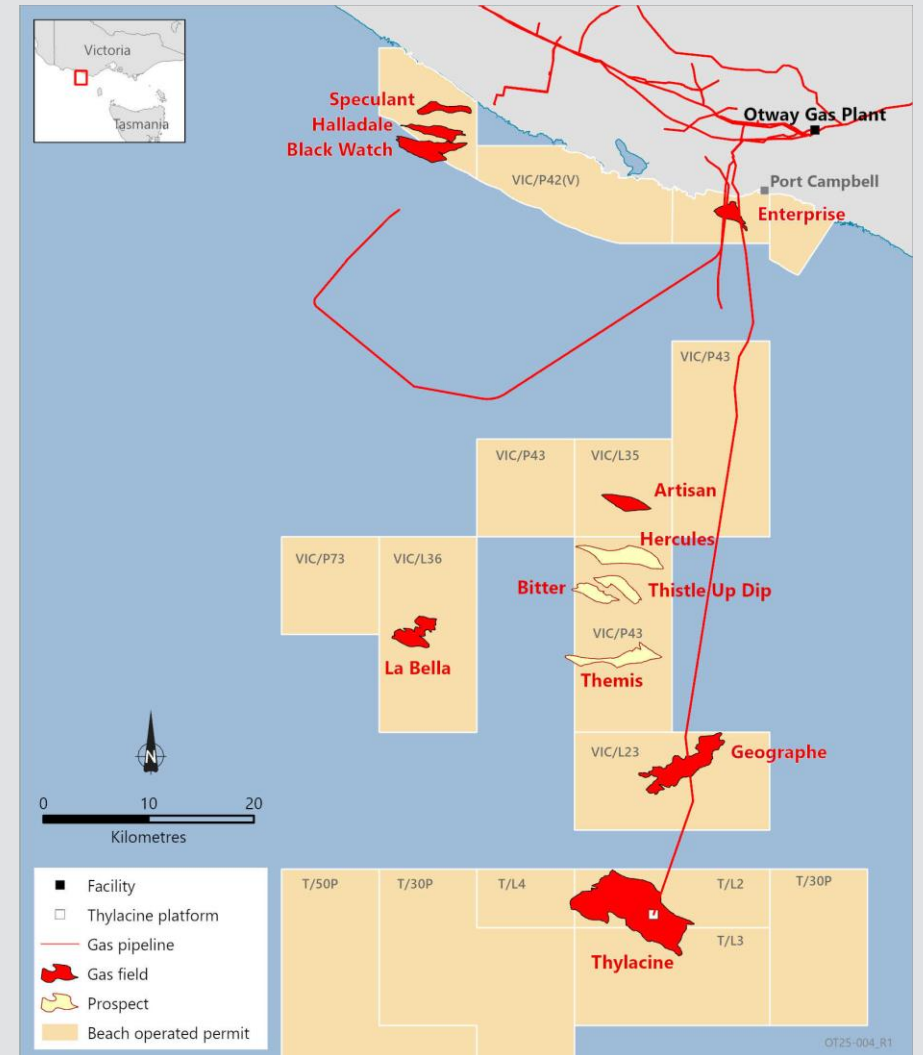 Victoria
Tasmania
Speculant
Halladale
Black Watch
Otway Gas Plant
Port Campbell
VIC/P42(V)
Enterprise
VIC/P43
VIC/P43
VIC/L35
Artisan
Hercules
VIC/P73
VIC/L36
Bitter
Thistle Up Dip
VIC/P43
La Bella
Themis
N
VIC/L23
Geographe
0 10 20
Kilometres
T/50P
T/30P
T/L4
T/L2
T/30P
T/L3
Thylacine
Facility
Thylacine platform
Gas pipeline
Gas field
Prospect
Beach operated permit
OT25-004_R1